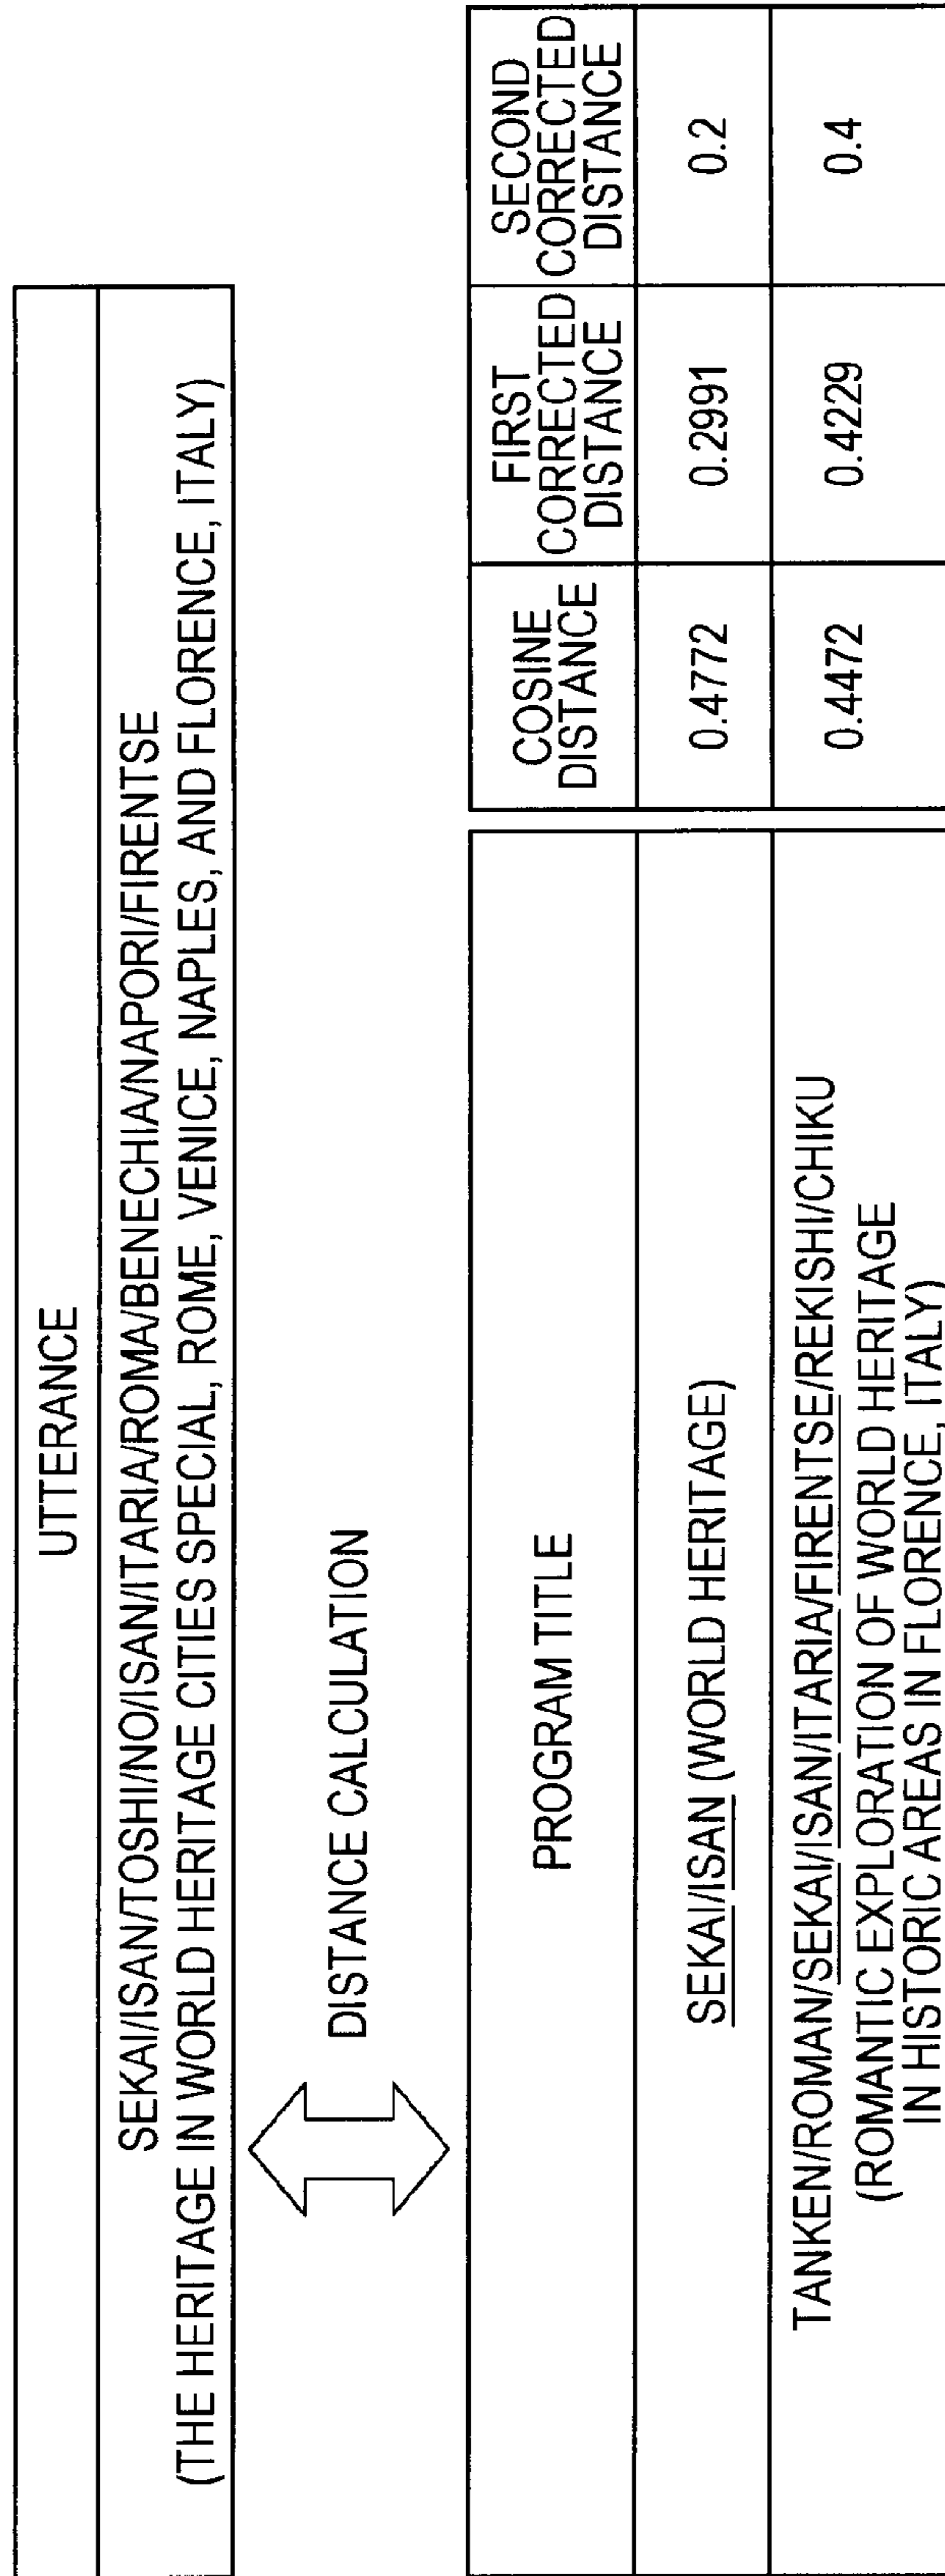 UTTERANCE
SEKAI/ISAN/TOSHI/NO/ISAN/ITARIA/ROMA/BENECHIA/NAPORI/FIRENTSE
(THE HERITAGE IN WORLD HERITAGE CITIES SPECIAL, ROME, VENICE, NAPLES, AND FLORENCE, ITALY)
DISTANCE CALCULATION
PROGRAM TITLE
COSINE
DISTANCE
FIRST
CORRECTED
DISTANCE
SECOND
CORRECTED
DISTANCE
SEKAI/ISAN (WORLD HERITAGE)
0.4772
0.2991
0.2
TANKEN/ROMAN/SEKAI/ISAN/ITARIA/FIRENTSE/REKISHI/CHIKU
(ROMANTIC EXPLORATION OF WORLD HERITAGE
IN HISTORIC AREAS IN FLORENCE, ITALY)
0.4472
0.4229
0.4